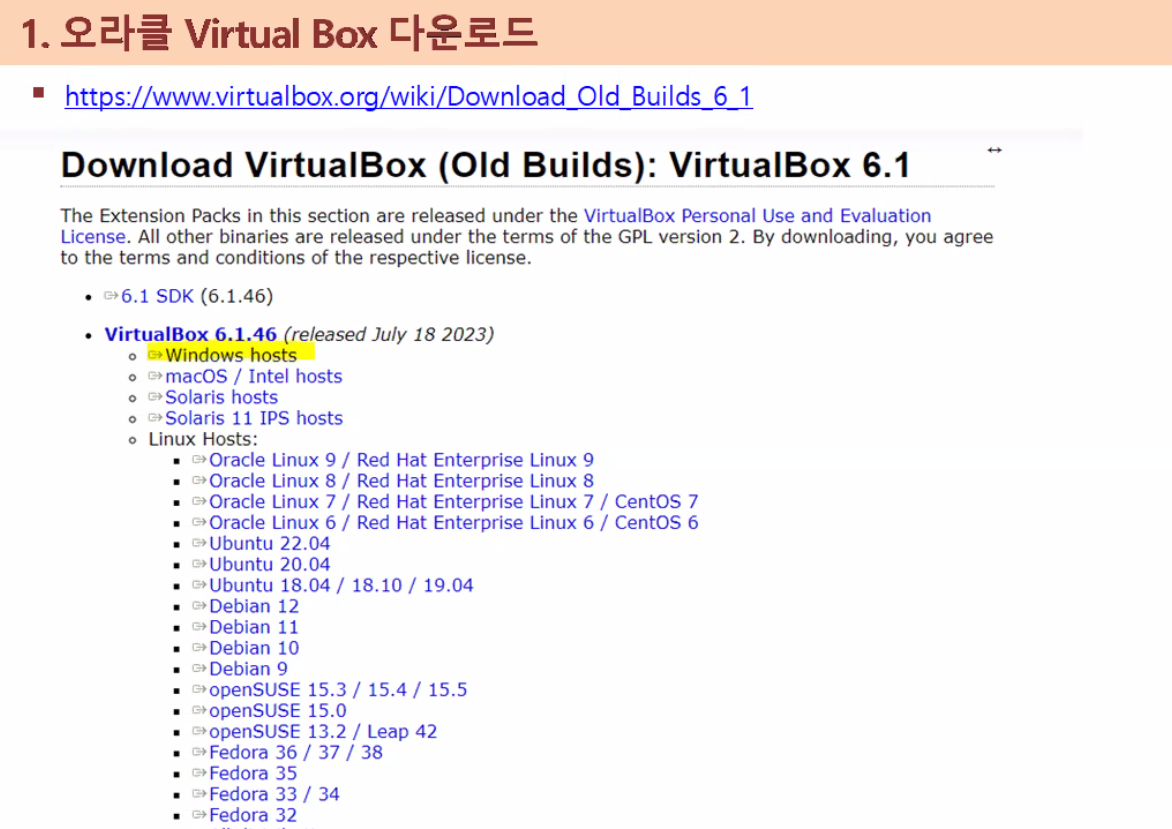 1. 오라클 Virtual Box 다운로드
https://www.virtualbox.org/wiki/Download_Old_Builds_6_1
Download VirtualBox (Old Builds): VirtualBox 6.1
The Extension Packs in this section are released under the VirtualBox Personal Use and Evaluation
License. All other binaries are released under the terms of the GPL version 2. By downloading, you agree
to the terms and conditions of the respective license.
6.1 SDK (6.1.46)
VirtualBox 6.1.46 (released July 18 2023)
Windows hosts
macOS / Intel hosts
Solaris hosts
Solaris 11 IPS hosts
Linux Hosts:
Oracle Linux 9 / Red Hat Enterprise Linux 9
Oracle Linux 8 / Red Hat Enterprise Linux 8
Oracle Linux 7 / Red Hat Enterprise Linux 7 / CentOS 7
Oracle Linux 6 / Red Hat Enterprise Linux 6 / CentOS 6
Ubuntu 22.04
Ubuntu 20.04
Ubuntu 18.04 / 18.10 / 19.04
Debian 12
Debian 11
Debian 10
Debian 9
openSUSE 15.3 / 15.4 / 15.5
openSUSE 15.0
openSUSE 13.2 / Leap 42
Fedora 36 / 37 / 38
Fedora 35
Fedora 33 / 34
Fedora 32